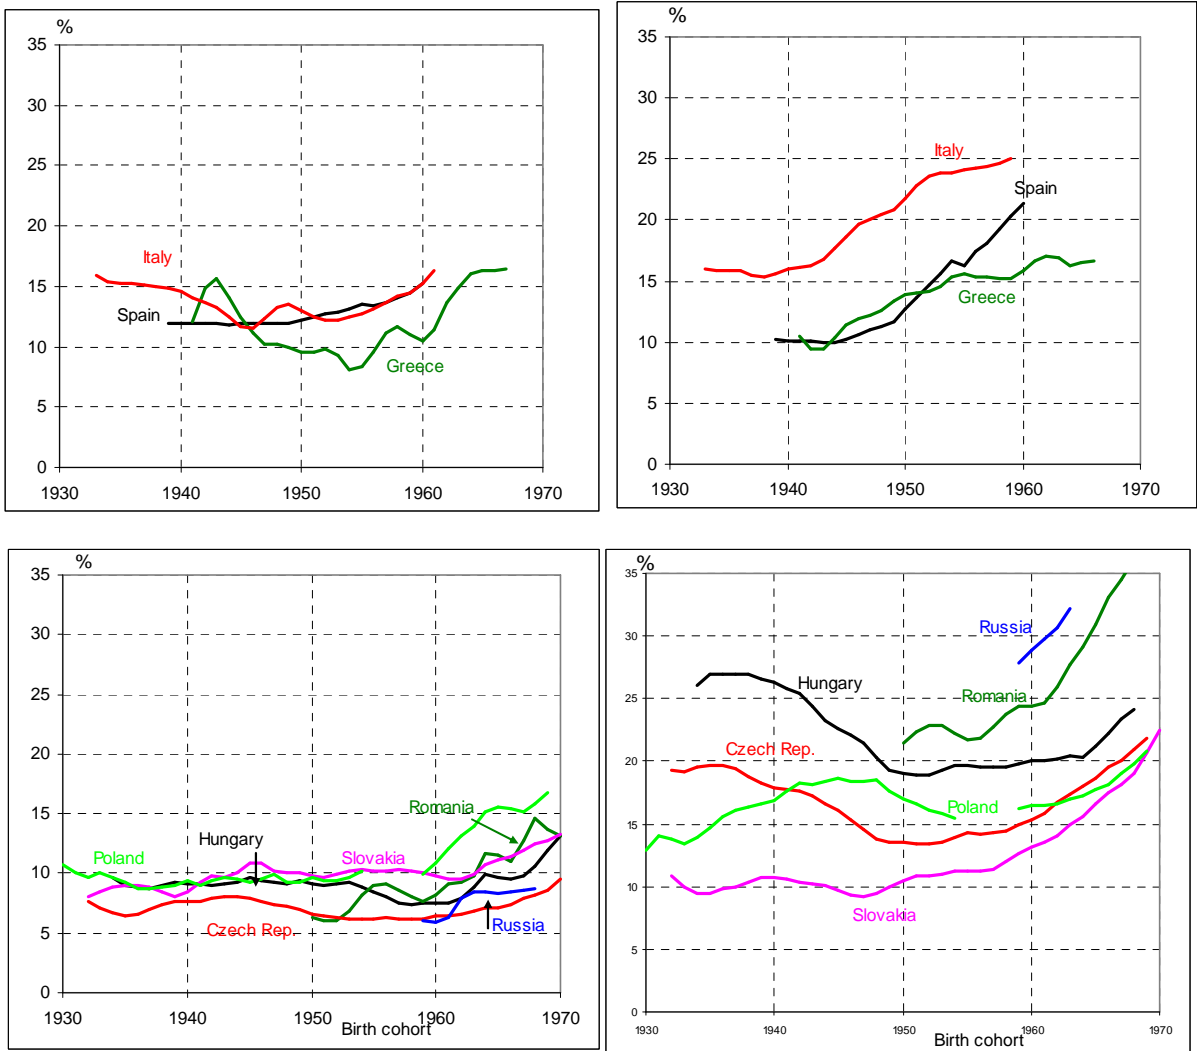 %
35
30
25
20
15
10
5
0
Italy
Spain
Greece
1930 1940 1950 1960 1970
%
35
30
25
20
15
10
5
0
Italy
Spain
Greece
1930 1940 1950 1960 1970
%
35
30
25
20
15
10
5
0
Romania
Hungary
Poland
Slovakia
Czech Rep.
Russia
1930 1940 1950 1960 1970
Birth cohort
%
35
30
25
20
15
10
5
0
Russia
Hungary
Romania
Czech Rep.
Poland
Slovakia
1930 1940 1950 1960 1970
Birth cohort